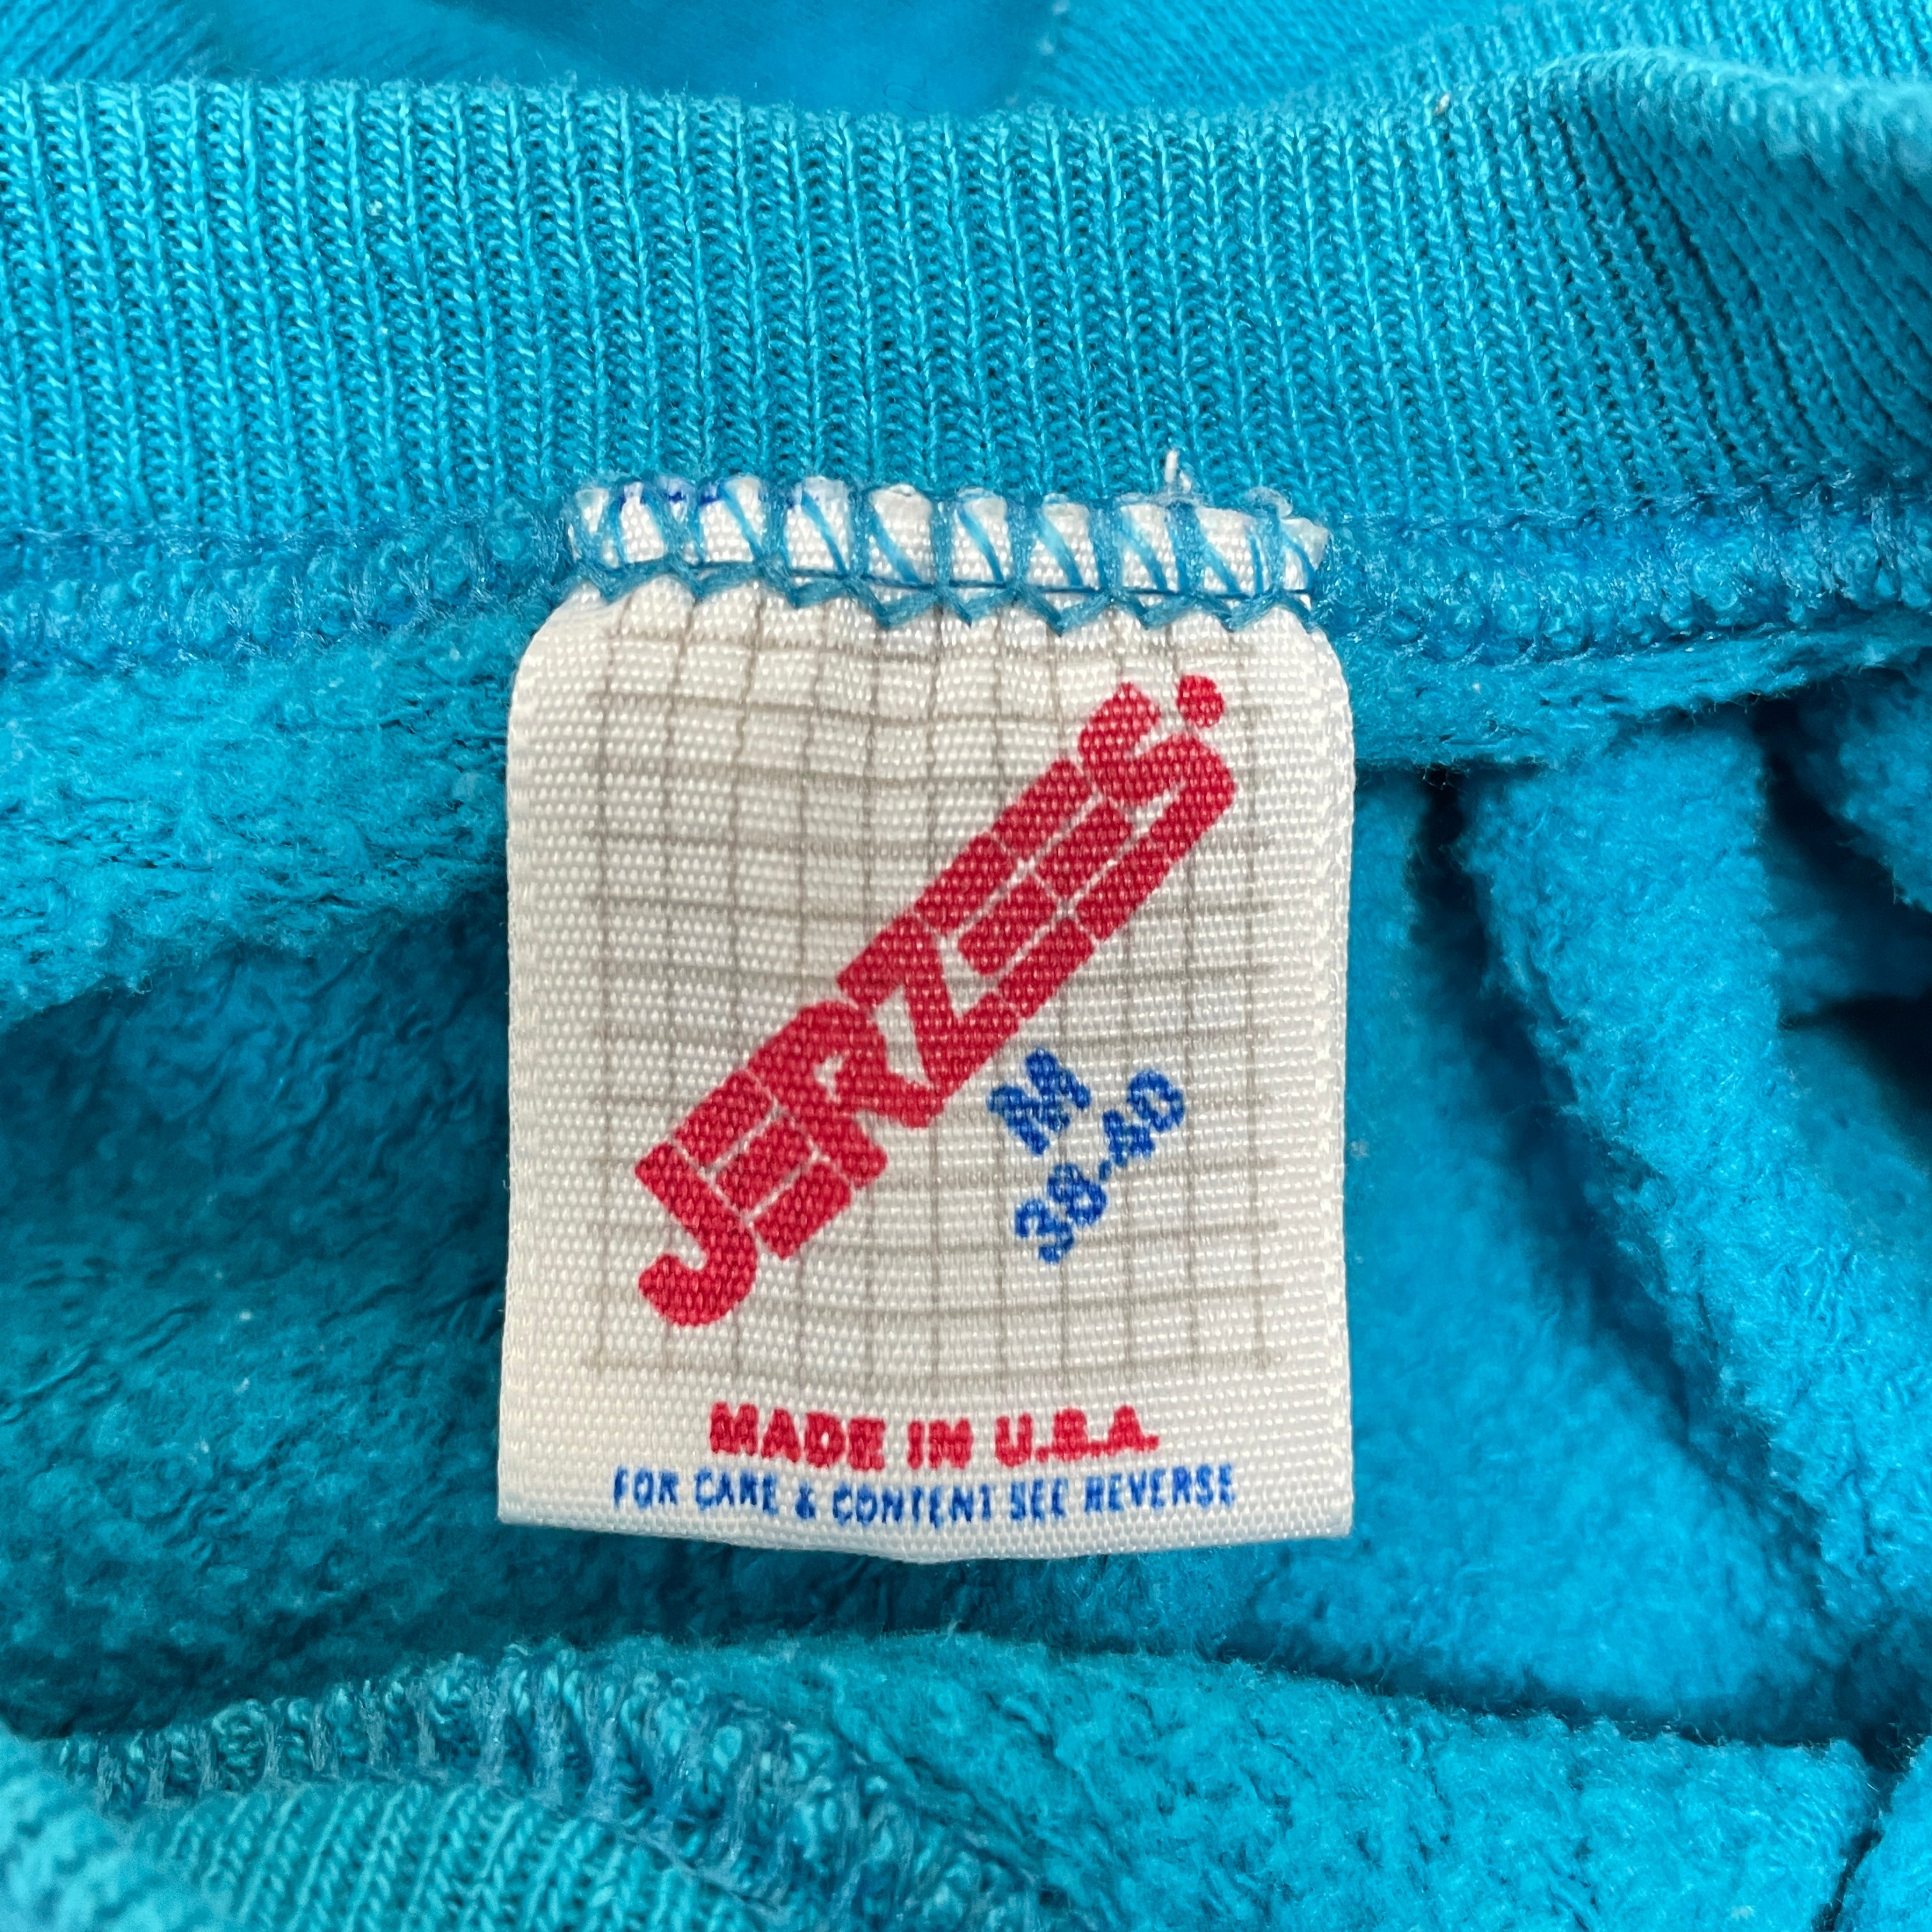 JERZEES.
M
38-40
MADE IN U.S.A.
FOR CARE & CONTENT SEE REVERSE